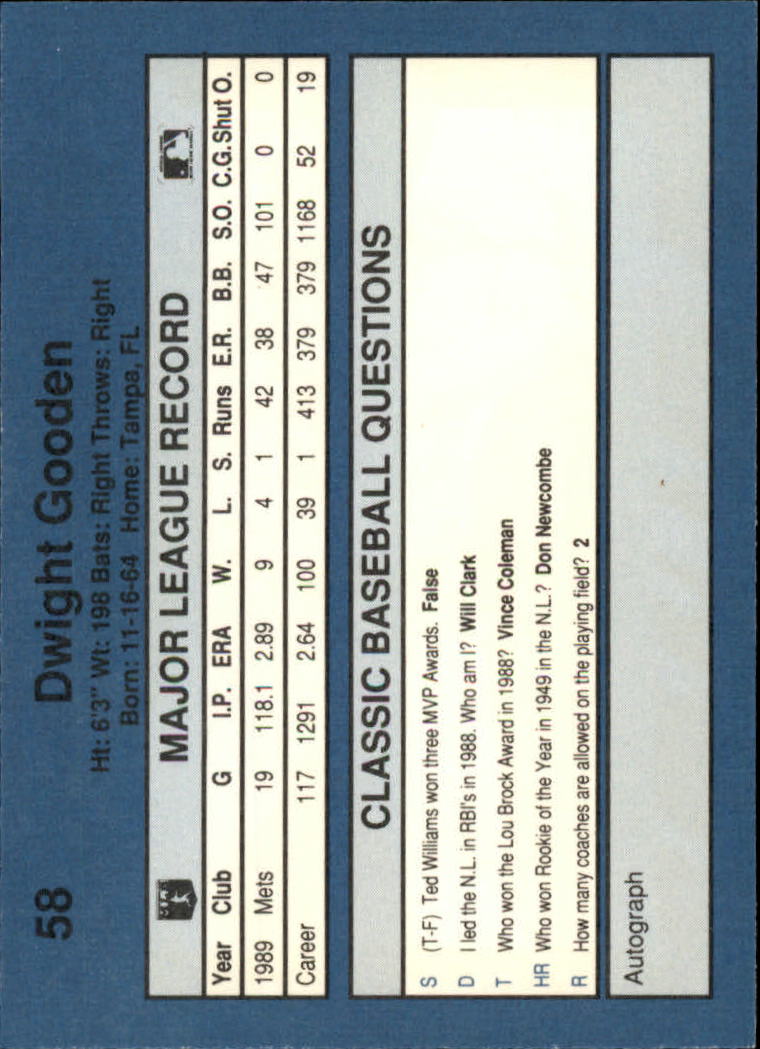 58 Dwight Gooden
Ht: 6'3" Wt: 198 Bats: Right Throws: Right
Born: 11-16-64 Home: Tampa, FL
MAJOR LEAGUE RECORD
Year Club G I.P. ERA W. L. S. Runs E.R. B.B. S.O. C.G. Shut O.
1989 Mets 19 118.1 2.89 9 4 1 42 38 47 101 0 0
Career 117 1291 2.64 100 39 1 413 379 379 1168 52 19
CLASSIC BASEBALL QUESTIONS
S (T-F) Ted Williams won three MVP Awards. False
D I led the N.L. in RBI's in 1988. Who am I? Will Clark
T Who won the Lou Brock Award in 1988? Vince Coleman
HR Who won Rookie of the Year in 1949 in the N.L.? Don Newcombe
R How many coaches are allowed on the playing field? 2
Autograph